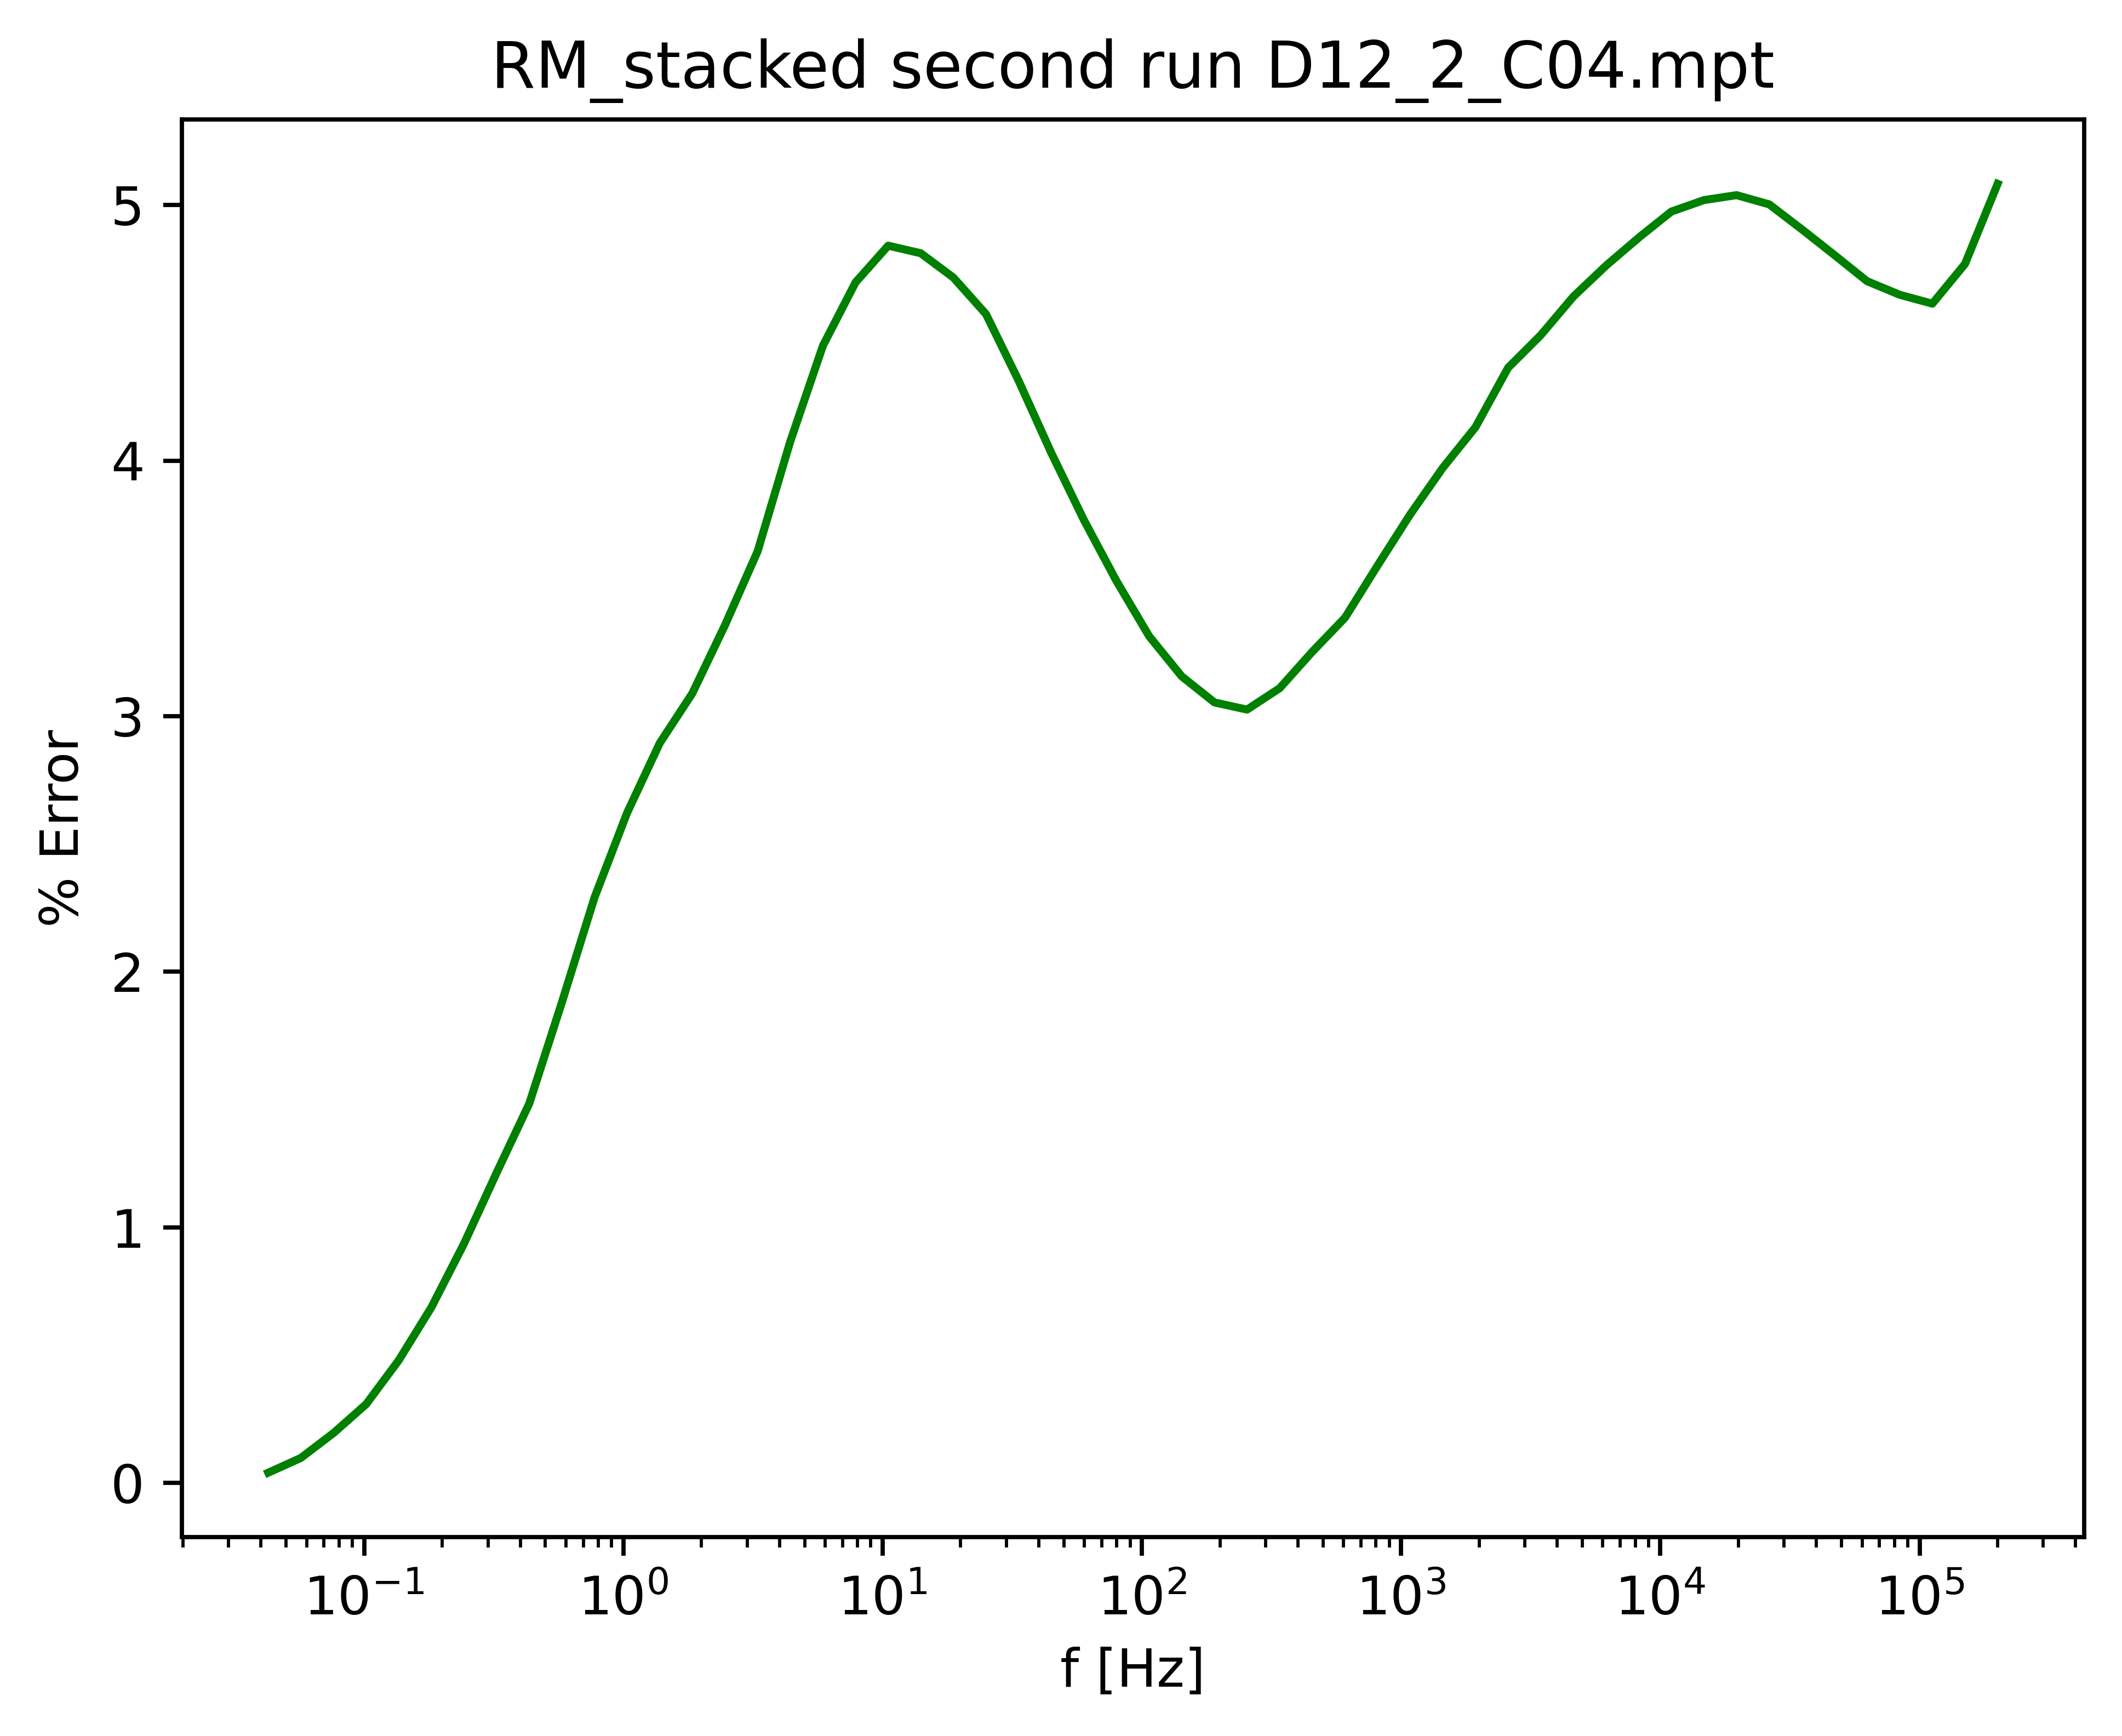 RM_stacked second run D12_2_C04.mpt
5
4
3
2
1
0
% Error
10⁻¹ 10⁰ 10¹ 10² 10³ 10⁴ 10⁵
f [Hz]